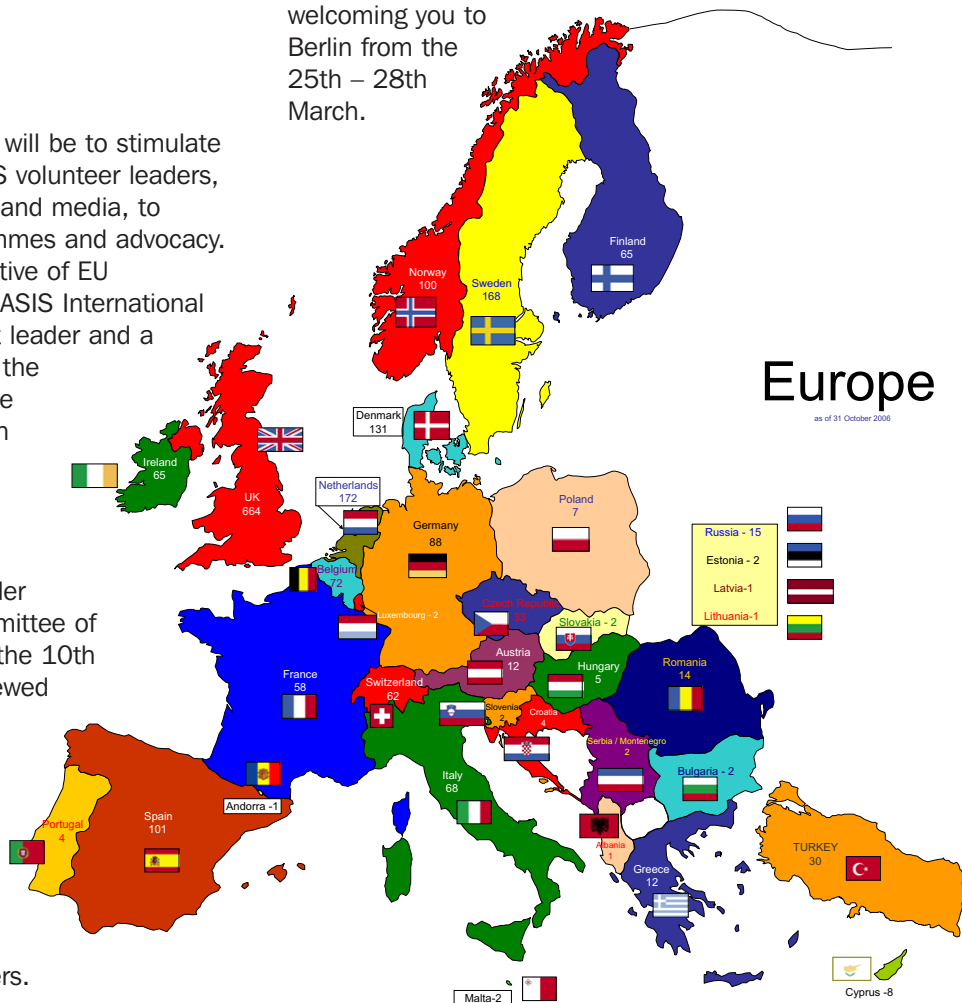 welcoming you to
Berlin from the
25th – 28th
March.
will be to stimulate
S volunteer leaders,
and media, to
mmes and advocacy.
tive of EU
ASIS International
t leader and a
the
e
n
der
mittee of
the 10th
ewed
ers.
Europe
as of 31 October 2006
Norway
100
Sweden
168
Finland
65
Denmark
131
Ireland
65
UK
664
Netherlands
172
Belgium
72
Luxembourg - 2
Germany
88
Poland
7
Russia - 15
Estonia - 2
Latvia-1
Lithuania-1
Czech Republic
33
Slovakia - 2
Austria
12
Hungary
5
Romania
14
France
58
Switzerland
62
Slovenia
2
Croatia
4
Serbia / Montenegro
2
Bulgaria - 2
Italy
68
Andorra -1
Spain
101
Portugal
4
Albania
1
Greece
12
TURKEY
30
Malta-2
Cyprus -8